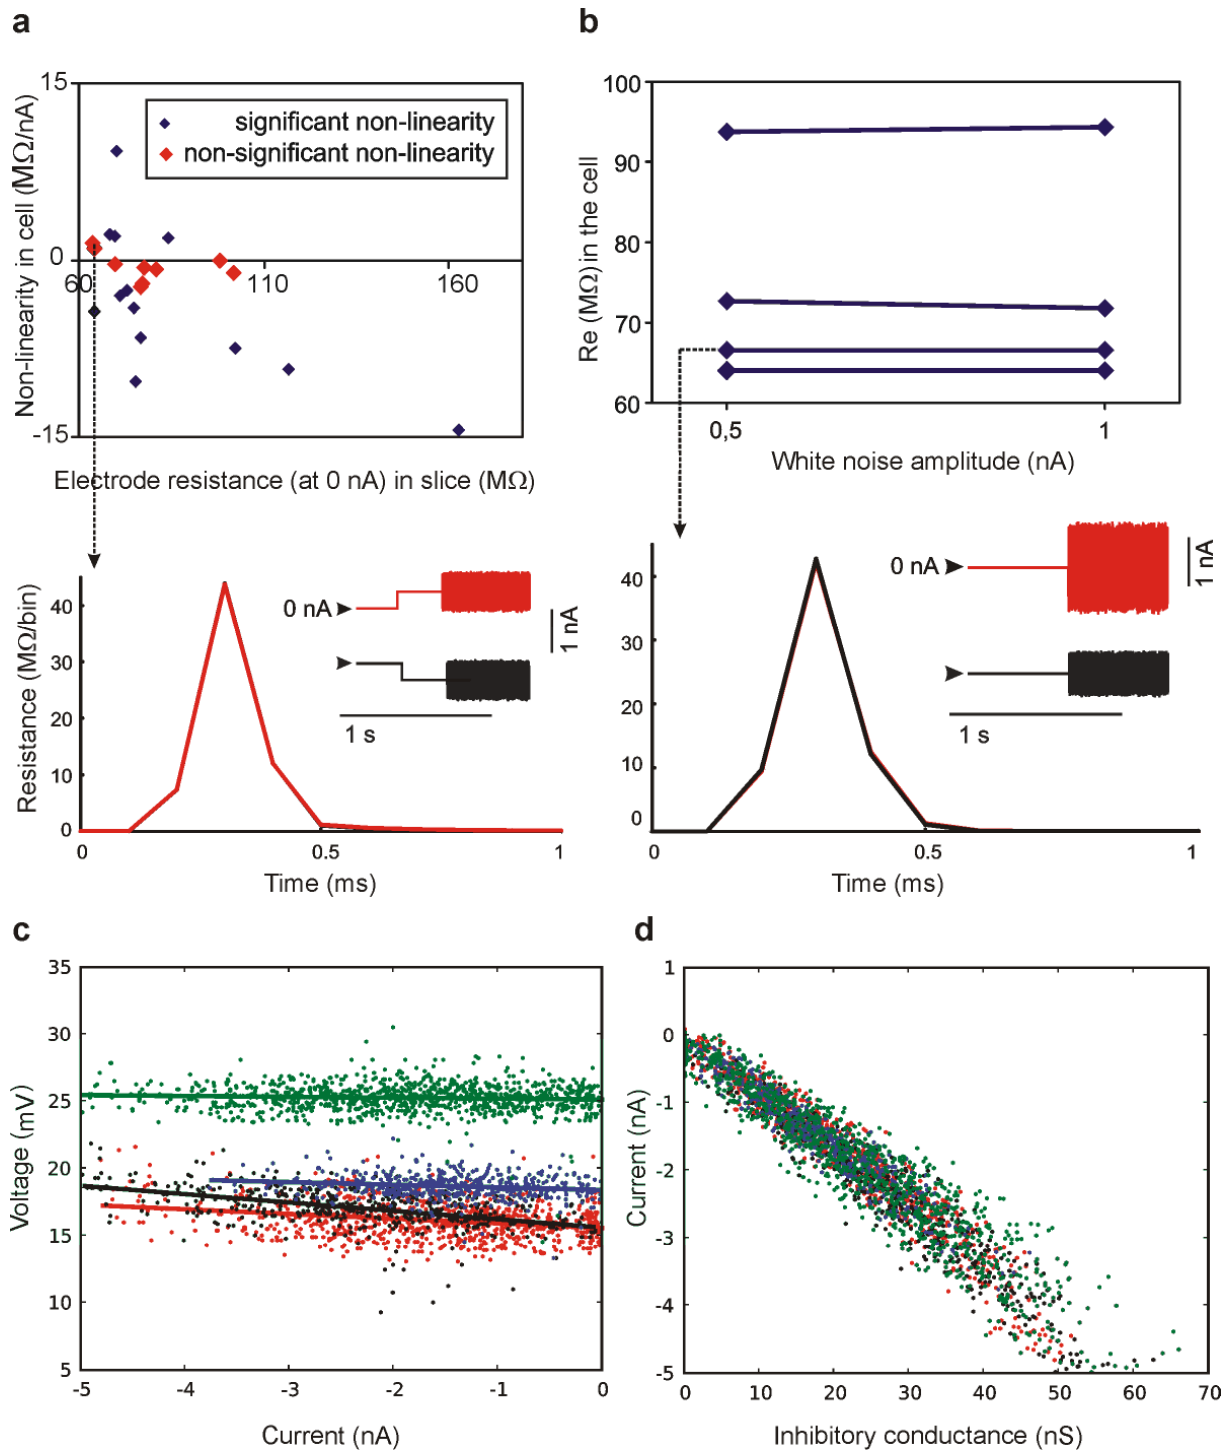 a
15
0
-15
60
110
160
Non-linearity in cell (MΩ/nA)
significant non-linearity
non-significant non-linearity
Electrode resistance (at 0 nA) in slice (MΩ)
40
30
20
10
0
Resistance (MΩ/bin)
0 nA
1 nA
1 s
0
0.5
1
Time (ms)
b
100
90
80
70
60
Re (MΩ) in the cell
0,5
1
White noise amplitude (nA)
40
30
20
10
0
0 nA
1 nA
1 s
0
0.5
1
Time (ms)
c
35
30
25
20
15
10
5
Voltage (mV)
-5
-4
-3
-2
-1
0
Current (nA)
d
1
0
-1
-2
-3
-4
-5
Current (nA)
0
10
20
30
40
50
60
70
Inhibitory conductance (nS)